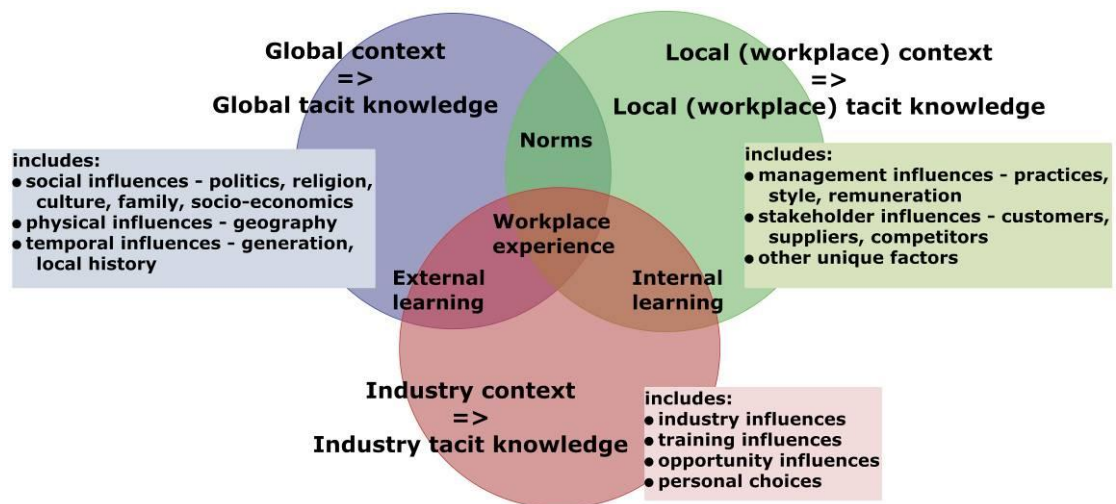 Global context
=>
Global tacit knowledge
Local (workplace) context
=>
Local (workplace) tacit knowledge
Norms
includes:
● social influences - politics, religion,
culture, family, socio-economics
● physical influences - geography
● temporal influences - generation,
local history
includes:
● management influences - practices,
style, remuneration
● stakeholder influences - customers,
suppliers, competitors
● other unique factors
Workplace
experience
External
learning
Internal
learning
Industry context
=>
Industry tacit knowledge
includes:
● industry influences
● training influences
● opportunity influences
● personal choices